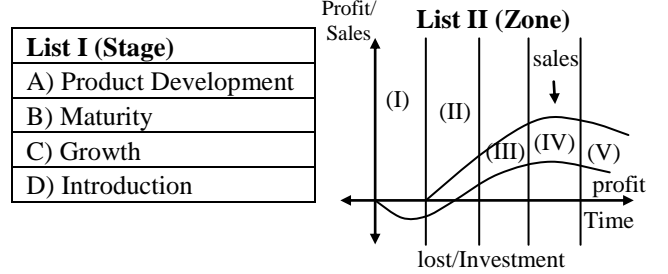 List I (Stage)
A) Product Development
B) Maturity
C) Growth
D) Introduction
Profit/
Sales
List II (Zone)
sales
(I)
(II)
(III)
(IV)
(V)
profit
Time
lost/Investment